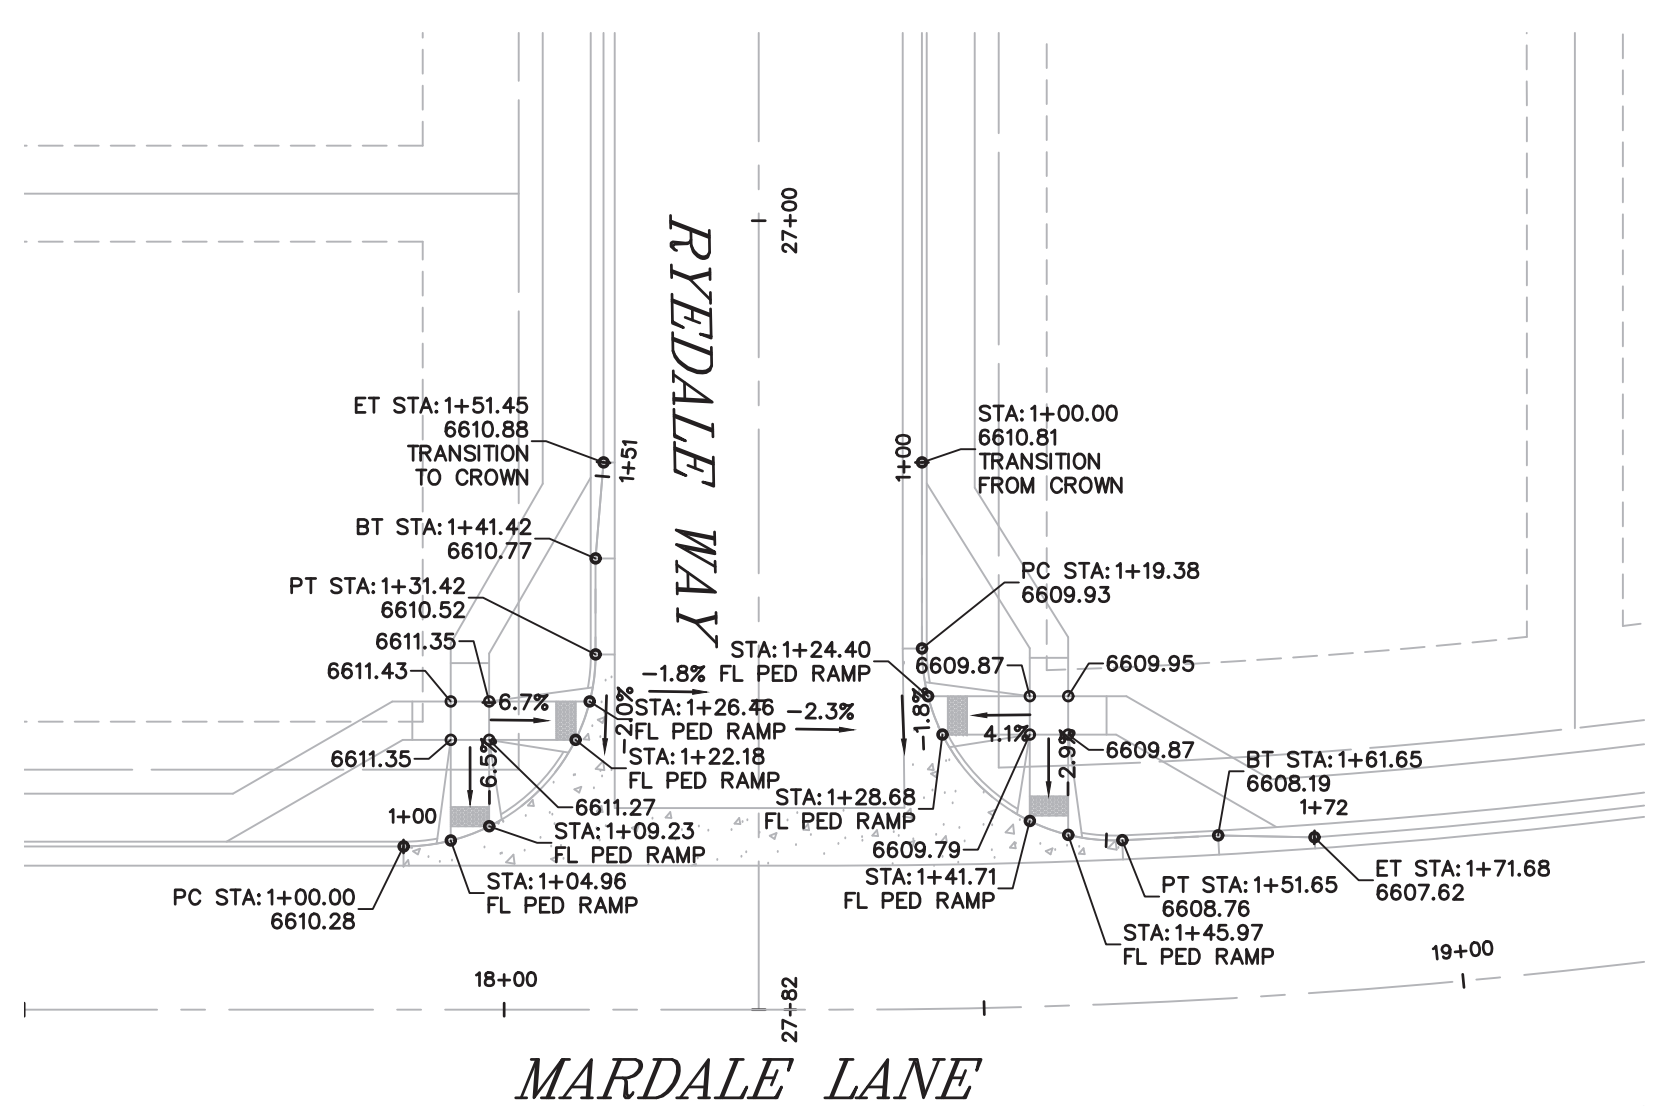 27+00
RYEDALE WAY
ET STA:1+51.45
6610.88
TRANSITION
TO CROWN
1+51
1+00
STA:1+00.00
6610.81
TRANSITION
FROM CROWN
BT STA:1+41.42
6610.77
PT STA:1+31.42
6610.52
PC STA:1+19.38
6609.93
6611.35
6611.43
STA:1+24.40
FL PED RAMP
6609.87
6609.95
-1.8%
-6.7%
-2.0%
STA:1+26.46
FL PED RAMP
-2.3%
-1.8%
4.1%
-2.9%
6609.87
6611.35
-6.5%
STA:1+22.18
FL PED RAMP
BT STA:1+61.65
6608.19
1+72
1+00
6611.27
STA:1+28.68
FL PED RAMP
STA:1+09.23
FL PED RAMP
6609.79
STA:1+04.96
FL PED RAMP
STA:1+41.71
FL PED RAMP
PC STA:1+00.00
6610.28
PT STA:1+51.65
6608.76
ET STA:1+71.68
6607.62
STA:1+45.97
FL PED RAMP
18+00
27+82
19+00
MARDALE LANE